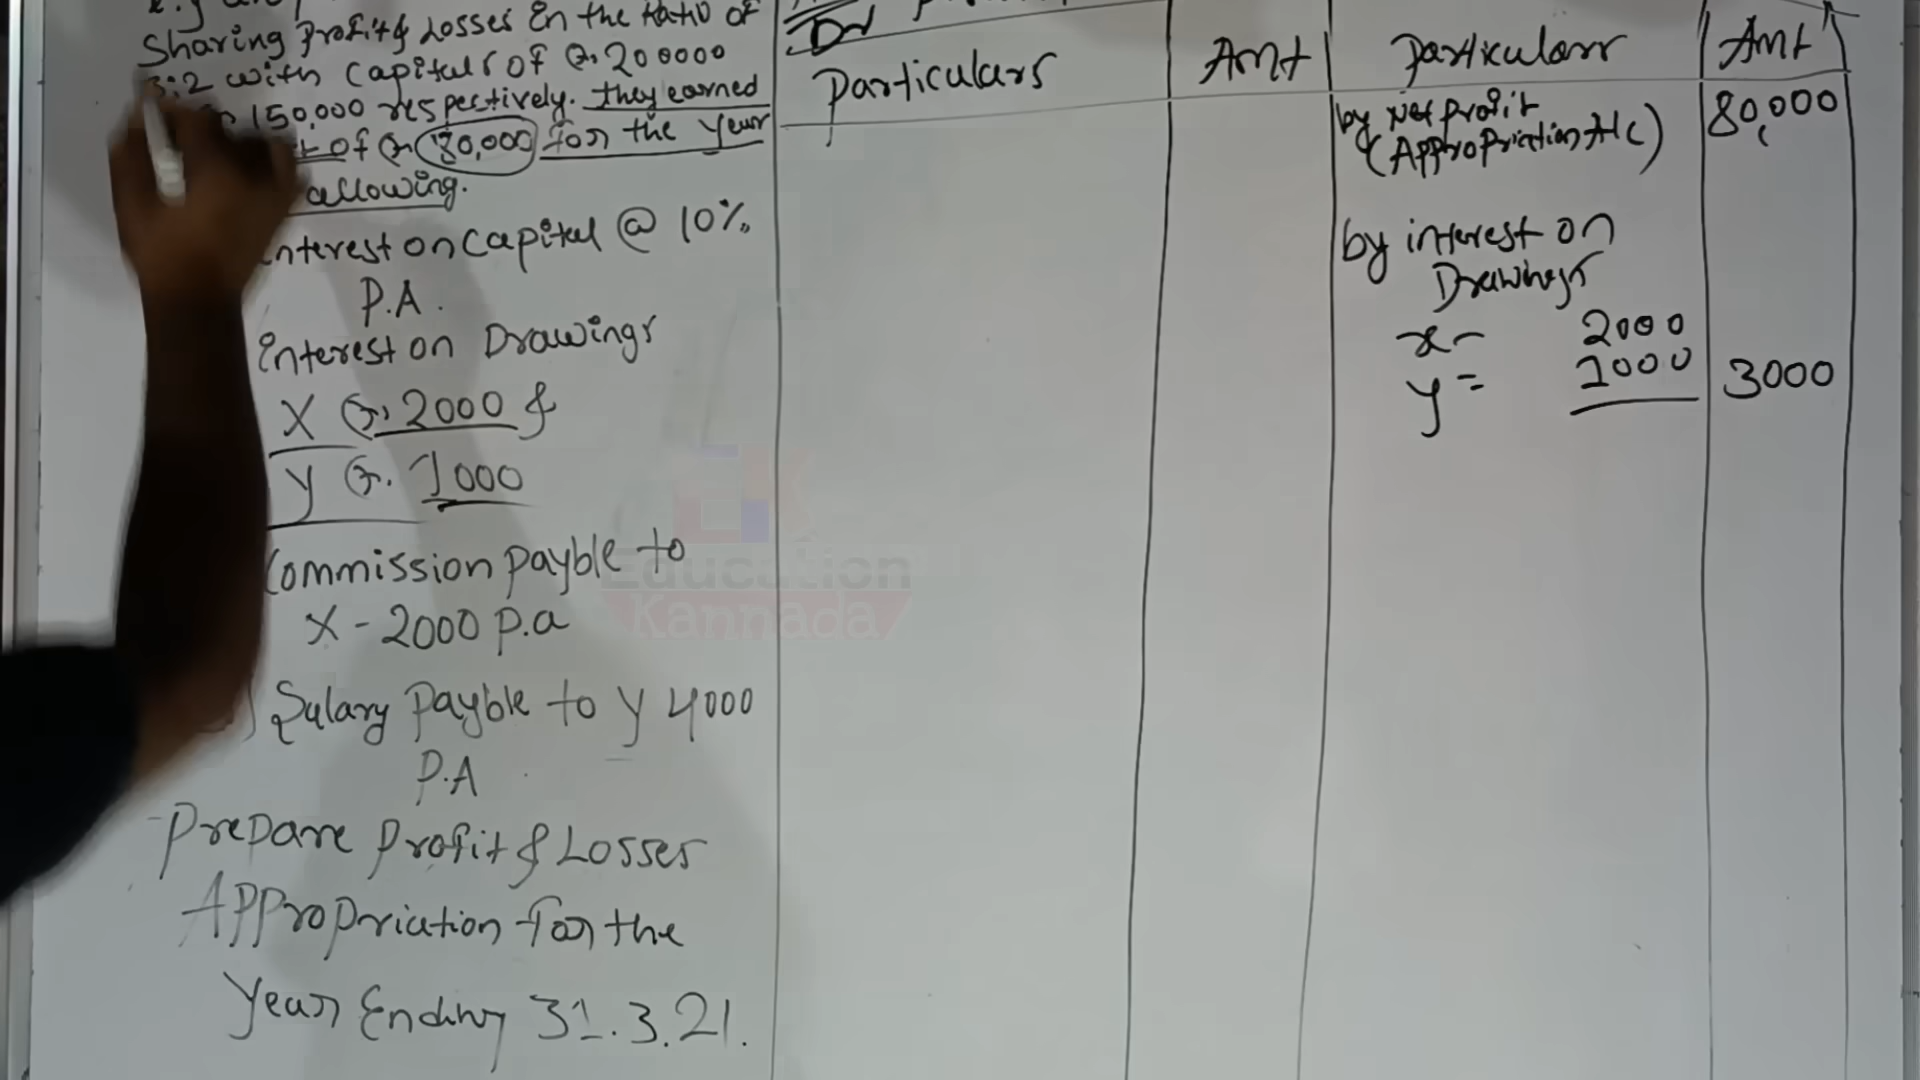 Sharing Profit & Losses in the ratio of
3:2 with capitals of Rs. 200000
150,000 respectively. they earned
of Rs 80,000 for the year
allowing.
interest on capital @ 10%
P.A.
interest on Drawings
X Rs. 2000 &
Y Rs. 1000
Commission payble to
X - 2000 p.a
Salary payble to Y 4000
P.A
Prepare Profit & Losses
Appropriation for the
Year Ending 31.3.21.
Dr
Particulars Amt Particulars Amt
by Net profit 80,000
(Appropriation A/c)
by interest on
Drawings
x - 2000
y = 1000 3000
Education
Kannada